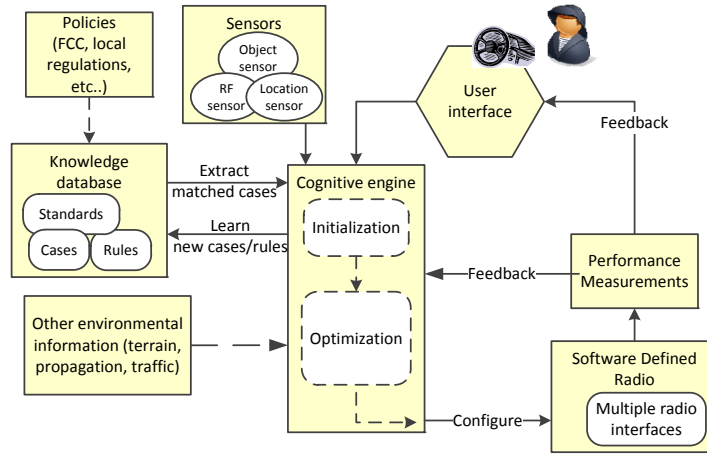 Policies
(FCC, local
regulations,
etc..)
Sensors
Object
sensor
RF
sensor
Location
sensor
User
interface
Feedback
Knowledge
database
Standards
Cases
Rules
Extract
matched cases
Learn
new cases/rules
Cognitive engine
Initialization
Optimization
Feedback
Performance
Measurements
Other environmental
information (terrain,
propagation, traffic)
Configure
Software Defined
Radio
Multiple radio
interfaces